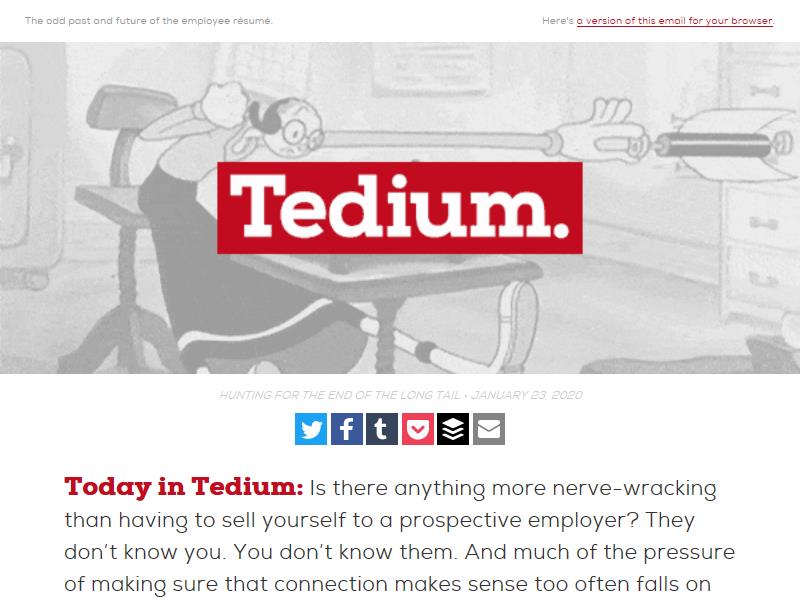 The odd past and future of the employee résumé.
Here's a version of this email for your browser.
Tedium.
HUNTING FOR THE END OF THE LONG TAIL • JANUARY 23, 2020
Today in Tedium: Is there anything more nerve-wracking
than having to sell yourself to a prospective employer? They
don’t know you. You don’t know them. And much of the pressure
of making sure that connection makes sense too often falls on